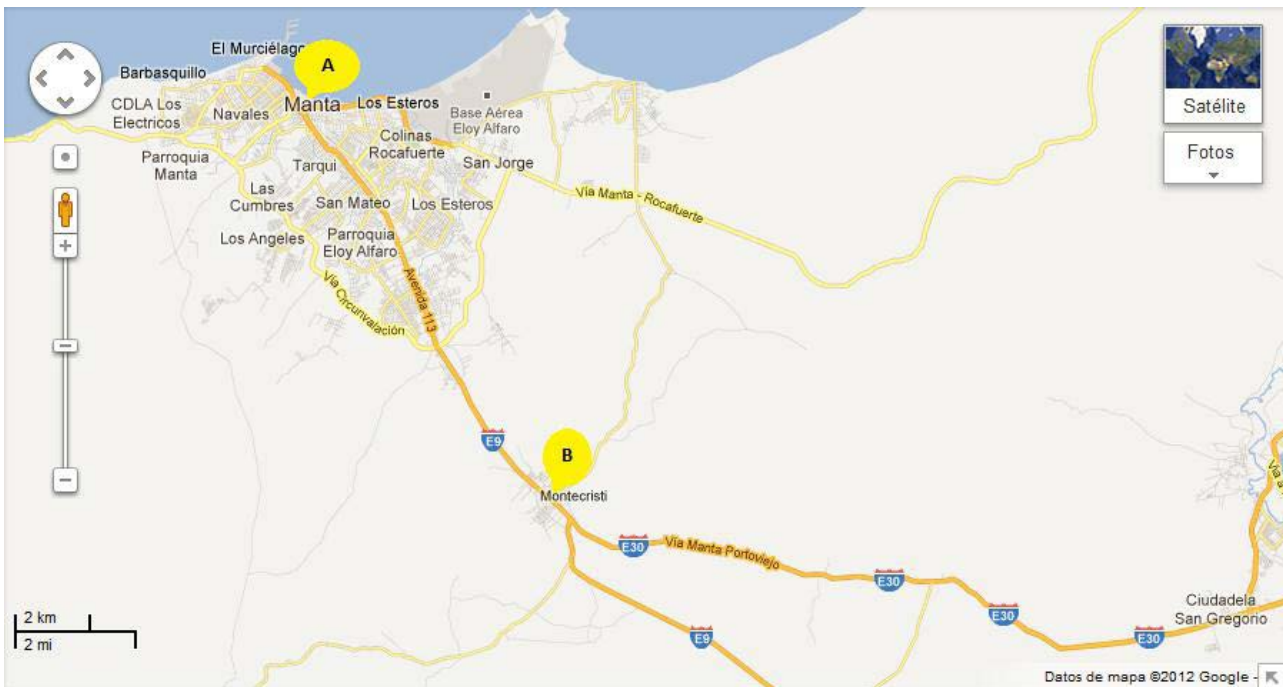 El Murciélago
A
Barbasquillo
Satélite
Manta
Los Esteros
CDLA Los
Electricos
Navales
Base Aérea
Eloy Alfaro
Colinas
Rocafuerte
Fotos
Parroquia
Manta
Tarqui
San Jorge
Las
Cumbres
San Mateo
Los Esteros
Vía Manta - Rocafuerte
Los Angeles
Parroquia
Eloy Alfaro
Vía Circunvalación
Avenida 113
E9
B
Montecristi
E30
Vía Manta Portoviejo
E30
E30
E30
E9
Ciudadela
San Gregorio
2 km
2 mi
Datos de mapa ©2012 Google -